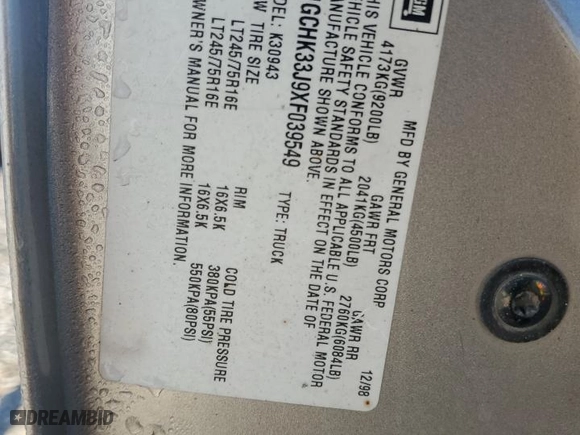 GM
MFD BY GENERAL MOTORS CORP 12/98
GVWR GAWR FRT GAWR RR
4173KG(9200LB) 2041KG(4500LB) 2760KG(6084LB)
THIS VEHICLE CONFORMS TO ALL APPLICABLE U.S. FEDERAL MOTOR
VEHICLE SAFETY STANDARDS IN EFFECT ON THE DATE OF
MANUFACTURE SHOWN ABOVE.
GCHK33J9XF039549 TYPE: TRUCK
MODEL: K30943
TIRE SIZE RIM COLD TIRE PRESSURE
LT245/75R16E 16X6.5K 380KPA(55PSI)
LT245/75R16E 16X6.5K 550KPA(80PSI)
OWNER'S MANUAL FOR MORE INFORMATION.
DREAMBID